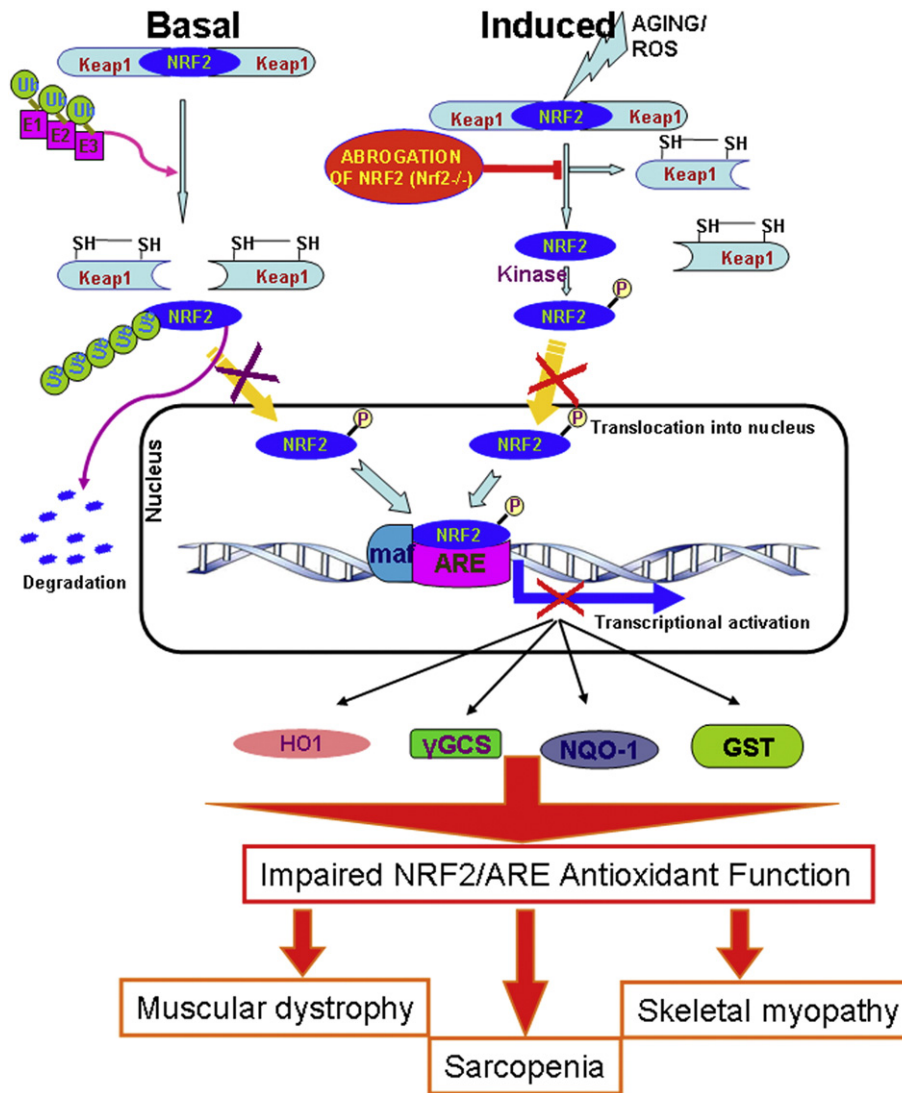 Basal
Induced
AGING/
ROS
Keap1
NRF2
Keap1
Ub
Ub
Ub
E1
E2
E3
Keap1
NRF2
Keap1
ABROGATION
OF NRF2 (Nrf2-/-)
SH
SH
Keap1
SH
SH
Keap1
SH
SH
Keap1
NRF2
SH
SH
Keap1
Kinase
NRF2
Ub
Ub
Ub
Ub
Ub
P
NRF2
Nucleus
P
NRF2
P
NRF2
Translocation into nucleus
P
NRF2
maf
ARE
Degradation
Transcriptional activation
HO1
γGCS
NQO-1
GST
Impaired NRF2/ARE Antioxidant Function
Muscular dystrophy
Skeletal myopathy
Sarcopenia